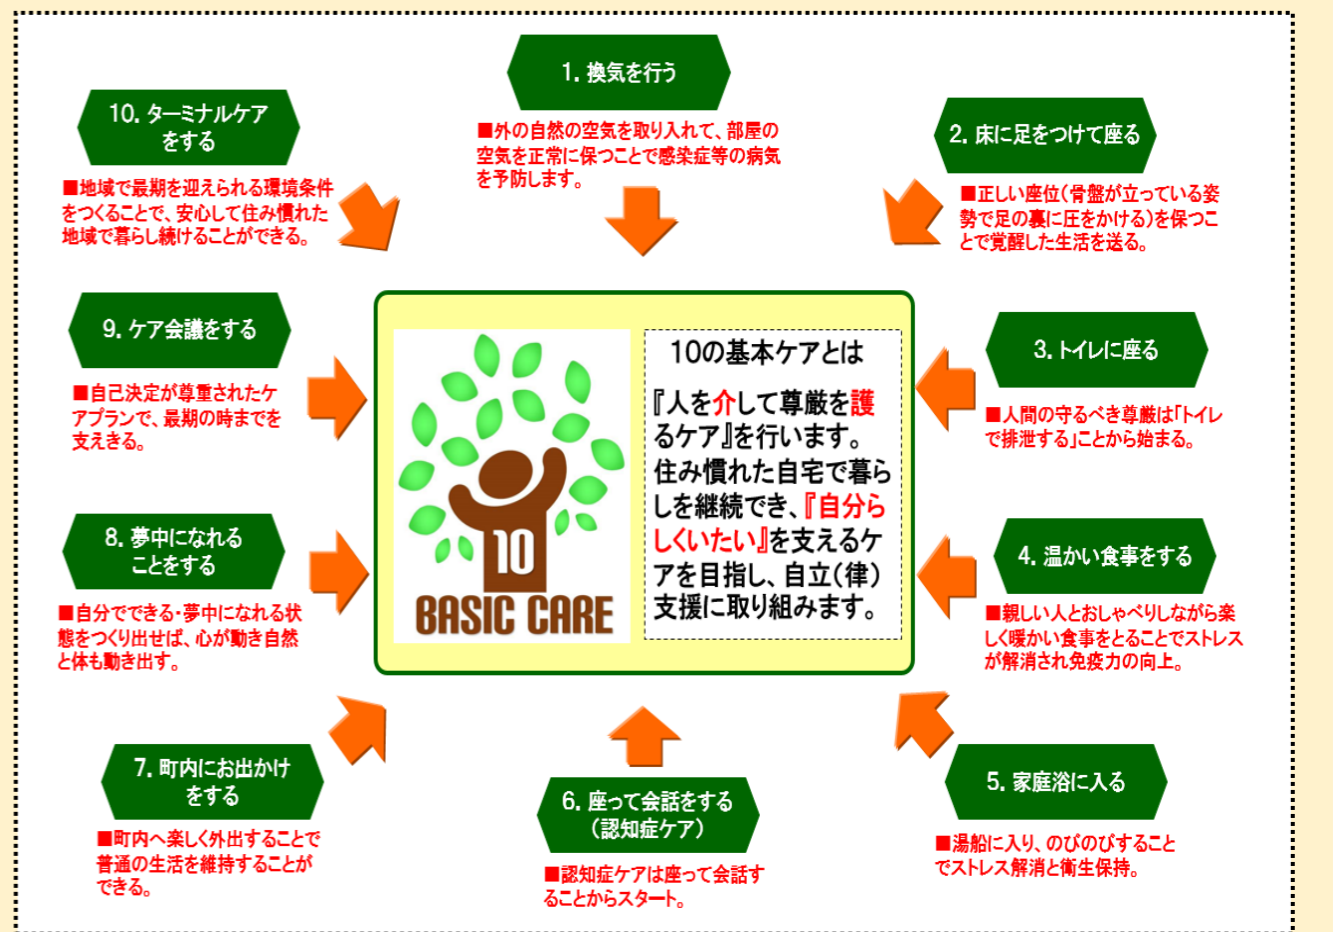 1. 換気を行う
■外の自然の空気を取り入れて、部屋の
空気を正常に保つことで感染症等の病気
を予防します。
2. 床に足をつけて座る
■正しい座位(骨盤が立っている姿
勢で足の裏に圧をかける)を保つこ
とで覚醒した生活を送る。
3. トイレに座る
■人間の守るべき尊厳は「トイレ
で排泄する」ことから始まる。
4. 温かい食事をする
■親しい人とおしゃべりしながら楽
しく暖かい食事をとることでストレス
が解消され免疫力の向上。
5. 家庭浴に入る
■湯船に入り、のびのびすること
でストレス解消と衛生保持。
6. 座って会話をする
(認知症ケア)
■認知症ケアは座って会話す
ることからスタート。
7. 町内にお出かけ
をする
■町内へ楽しく外出することで
普通の生活を維持することが
できる。
8. 夢中になれる
ことをする
■自分でできる・夢中になれる状
態をつくり出せば、心が動き自然
と体も動き出す。
9. ケア会議をする
■自己決定が尊重されたケ
アプランで、最期の時までを
支えきる。
10. ターミナルケア
をする
■地域で最期を迎えられる環境条件
をつくることで、安心して住み慣れた
地域で暮らし続けることができる。
10
BASIC CARE
10の基本ケアとは
『人を介して尊厳を護
るケア』を行います。
住み慣れた自宅で暮ら
しを継続でき、『自分ら
しくいたい』を支えるケ
アを目指し、自立(律)
支援に取り組みます。